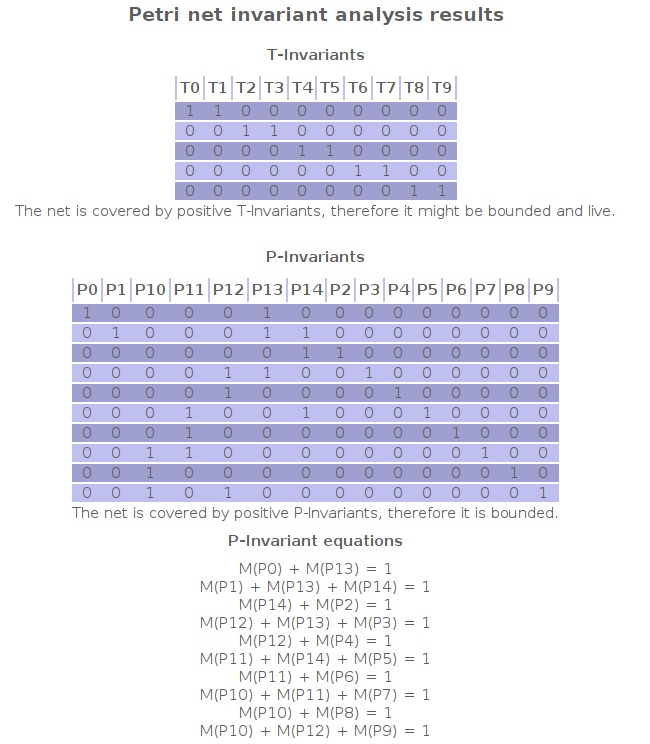 Petri net invariant analysis results
T-Invariants
T0 T1 T2 T3 T4 T5 T6 T7 T8 T9
1 1 0 0 0 0 0 0 0 0
0 0 1 1 0 0 0 0 0 0
0 0 0 0 1 1 0 0 0 0
0 0 0 0 0 0 1 1 0 0
0 0 0 0 0 0 0 0 1 1
The net is covered by positive T-Invariants, therefore it might be bounded and live.
P-Invariants
P0 P1 P10 P11 P12 P13 P14 P2 P3 P4 P5 P6 P7 P8 P9
1 0 0 0 0 1 0 0 0 0 0 0 0 0 0
0 1 0 0 0 1 1 0 0 0 0 0 0 0 0
0 0 0 0 0 0 1 1 0 0 0 0 0 0 0
0 0 0 0 1 1 0 0 1 0 0 0 0 0 0
0 0 0 0 1 0 0 0 0 1 0 0 0 0 0
0 0 0 1 0 0 1 0 0 0 1 0 0 0 0
0 0 0 1 0 0 0 0 0 0 0 1 0 0 0
0 0 1 1 0 0 0 0 0 0 0 0 1 0 0
0 0 1 0 0 0 0 0 0 0 0 0 0 1 0
0 0 1 0 1 0 0 0 0 0 0 0 0 0 1
The net is covered by positive P-Invariants, therefore it is bounded.
P-Invariant equations
M(P0) + M(P13) = 1
M(P1) + M(P13) + M(P14) = 1
M(P14) + M(P2) = 1
M(P12) + M(P13) + M(P3) = 1
M(P12) + M(P4) = 1
M(P11) + M(P14) + M(P5) = 1
M(P11) + M(P6) = 1
M(P10) + M(P11) + M(P7) = 1
M(P10) + M(P8) = 1
M(P10) + M(P12) + M(P9) = 1